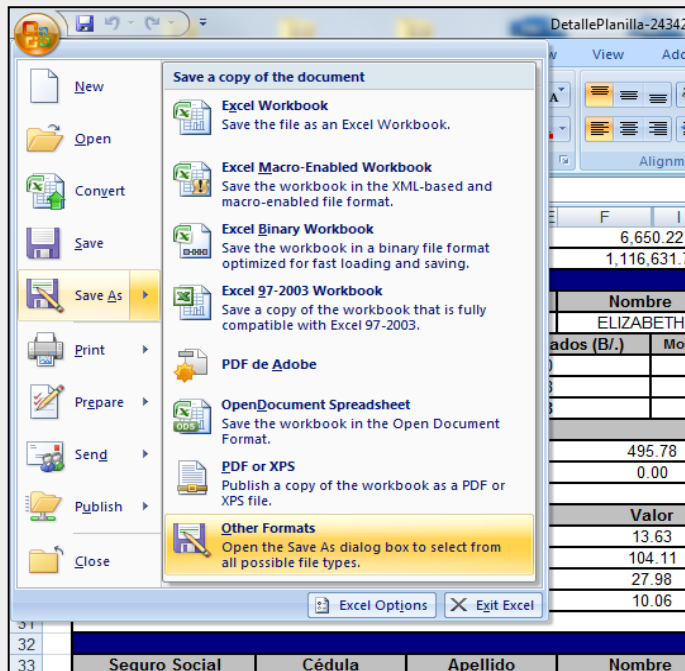 DetallePlanilla-24342
View
New
Open
Convert
Save
Save As
Print
Prepare
Send
Publish
Close
Save a copy of the document
Excel Workbook
Save the file as an Excel Workbook.
Excel Macro-Enabled Workbook
Save the workbook in the XML-based and
macro-enabled file format.
Excel Binary Workbook
Save the workbook in a binary file format
optimized for fast loading and saving.
Excel 97-2003 Workbook
Save a copy of the workbook that is fully
compatible with Excel 97-2003.
PDF de Adobe
OpenDocument Spreadsheet
Save the workbook in the Open Document
Format.
PDF or XPS
Publish a copy of the workbook as a PDF or
XPS file.
Other Formats
Open the Save As dialog box to select from
all possible file types.
Excel Options
Exit Excel
F
6,650.22
1,116,631.
Nombre
ELIZABETH
ados (B/.)
495.78
0.00
Valor
13.63
104.11
27.98
10.06
32
33 Seguro Social Cédula Apellido Nombre